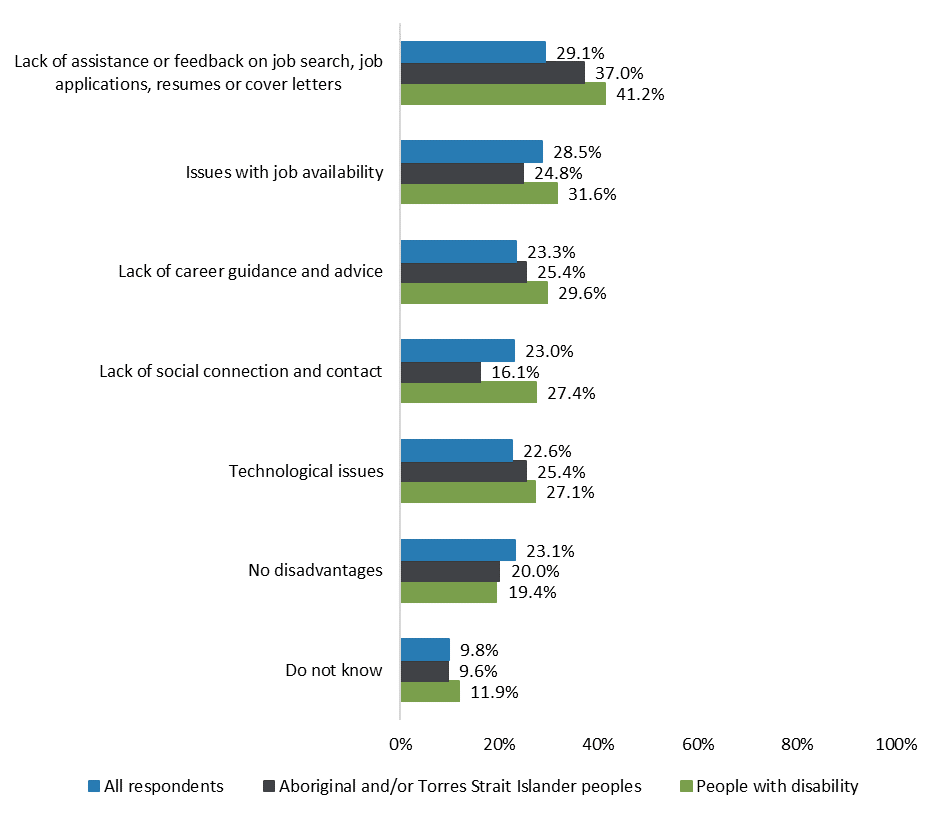 Lack of assistance or feedback on job search, job
applications, resumes or cover letters
29.1%
37.0%
41.2%
Issues with job availability
28.5%
24.8%
31.6%
Lack of career guidance and advice
23.3%
25.4%
29.6%
Lack of social connection and contact
23.0%
16.1%
27.4%
Technological issues
22.6%
25.4%
27.1%
No disadvantages
23.1%
20.0%
19.4%
Do not know
9.8%
9.6%
11.9%
0% 20% 40% 60% 80% 100%
All respondents Aboriginal and/or Torres Strait Islander peoples People with disability